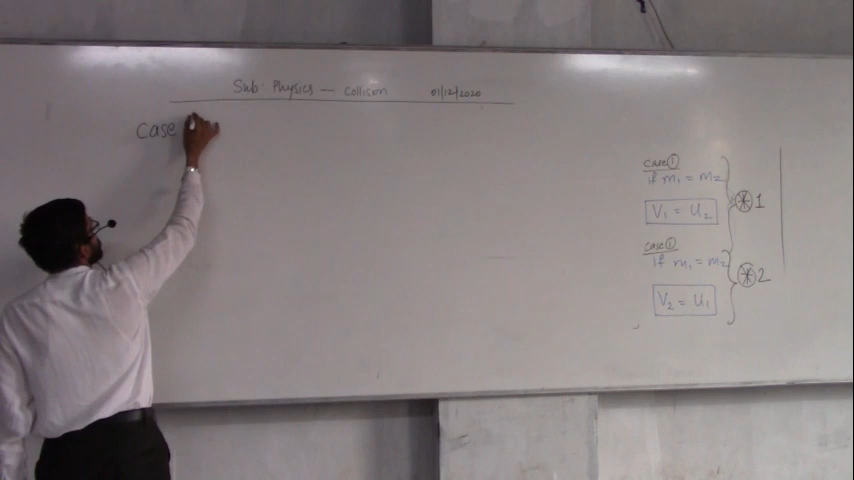 Sub: Physics — Collision 01/12/2020
Case
case ①
if m₁ = m₂
V₁ = U₂
⊛ 1
case ①
if m₁ = m₂
V₂ = U₁
⊛ 2